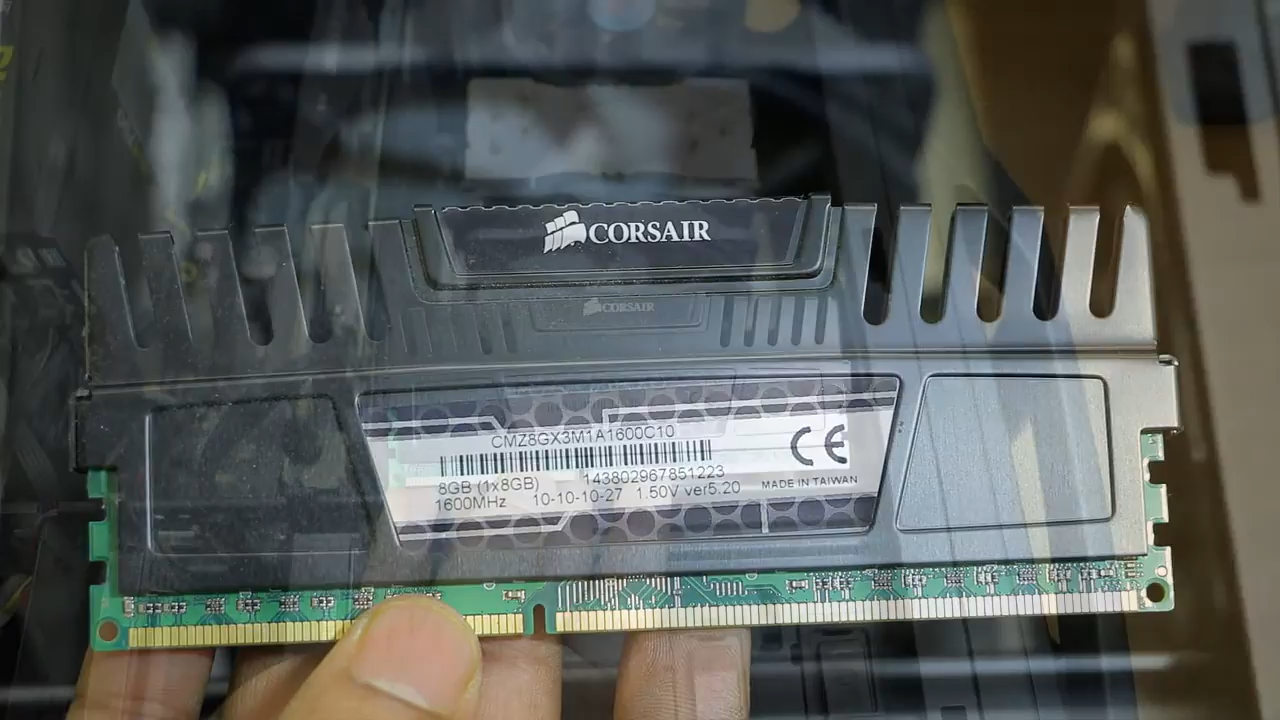 CORSAIR
CORSAIR
CMZ8GX3M1A1600C10
143802967851223
8GB (1x8GB)
1600MHz 10-10-10-27 1.50V ver5.20
CE
MADE IN TAIWAN